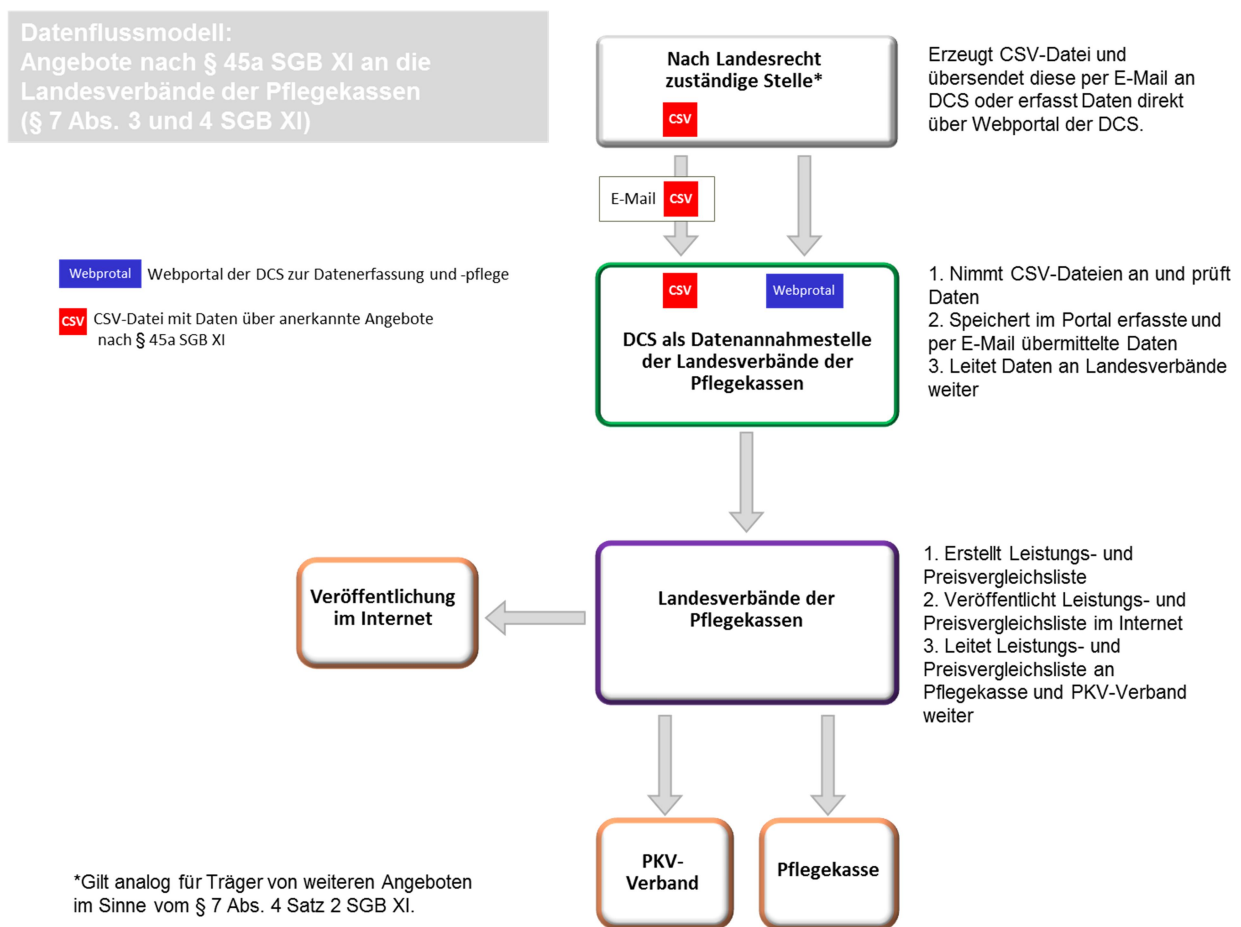 Datenflussmodell:
Angebote nach § 45a SGB XI an die
Landesverbände der Pflegekassen
(§ 7 Abs. 3 und 4 SGB XI)
Nach Landesrecht
zuständige Stelle*
CSV
Erzeugt CSV-Datei und
übersendet diese per E-Mail an
DCS oder erfasst Daten direkt
über Webportal der DCS.
E-Mail CSV
Webprotal Webportal der DCS zur Datenerfassung und -pflege
CSV CSV-Datei mit Daten über anerkannte Angebote
nach § 45a SGB XI
CSV Webprotal
DCS als Datenannahmestelle
der Landesverbände der
Pflegekassen
1. Nimmt CSV-Dateien an und prüft
Daten
2. Speichert im Portal erfasste und
per E-Mail übermittelte Daten
3. Leitet Daten an Landesverbände
weiter
Veröffentlichung
im Internet
Landesverbände der
Pflegekassen
1. Erstellt Leistungs- und
Preisvergleichsliste
2. Veröffentlicht Leistungs- und
Preisvergleichsliste im Internet
3. Leitet Leistungs- und
Preisvergleichsliste an
Pflegekasse und PKV-Verband
weiter
PKV-
Verband
Pflegekasse
*Gilt analog für Träger von weiteren Angeboten
im Sinne vom § 7 Abs. 4 Satz 2 SGB XI.